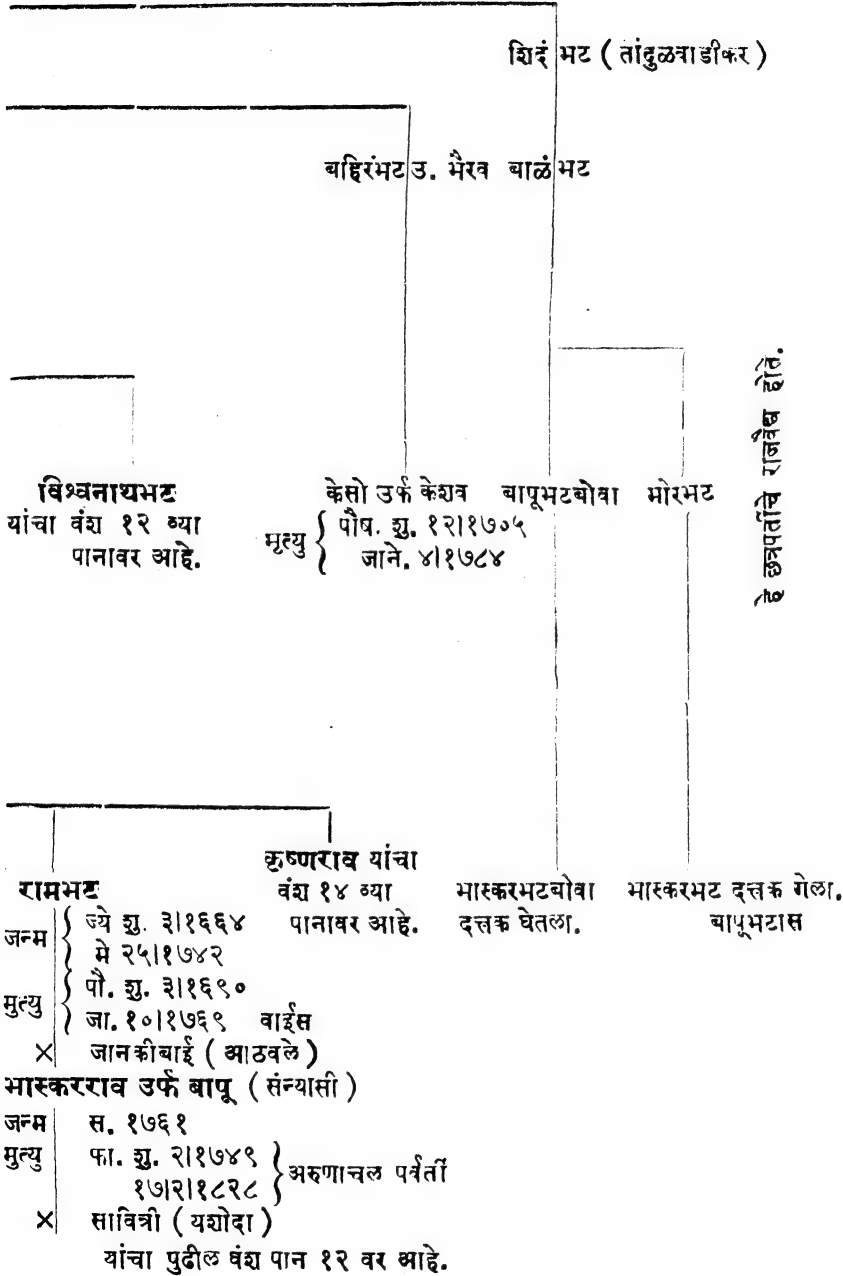 शिदं भट ( तांदुळवाडीकर )
बहिरंभट उ. भैरव बाळंभट
हे छत्रपतींचे राजवैद्य होते.
विश्वनाथभट केसो उर्फ केशव बापूभटबोवा मोरभट
यांचा वंश १२ व्या मृत्यु { पौष. शु. १२।१७०५
पानावर आहे. जाने. ४।१७८४
कृष्णराव यांचा
रामभट वंश १४ व्या भास्करभटबोवा भास्करभट दत्तक गेला.
जन्म { ज्ये शु. ३।१६६४ पानावर आहे. दत्तक घेतला. बापूभटास
मे २५।१७४२
मुत्यु { पौ. शु. ३।१६९०
जा. १०।१७६९ वाईस
× जानकीबाई ( आठवले )
भास्करराव उर्फ बापू ( संन्यासी )
जन्म स. १७६१
मुत्यु फा. शु. २।१७४९ } अरुणाचल पर्वर्ती
१७।२।१८२८
× सावित्री ( यशोदा )
यांचा पुढील वंश पान १२ वर आहे.